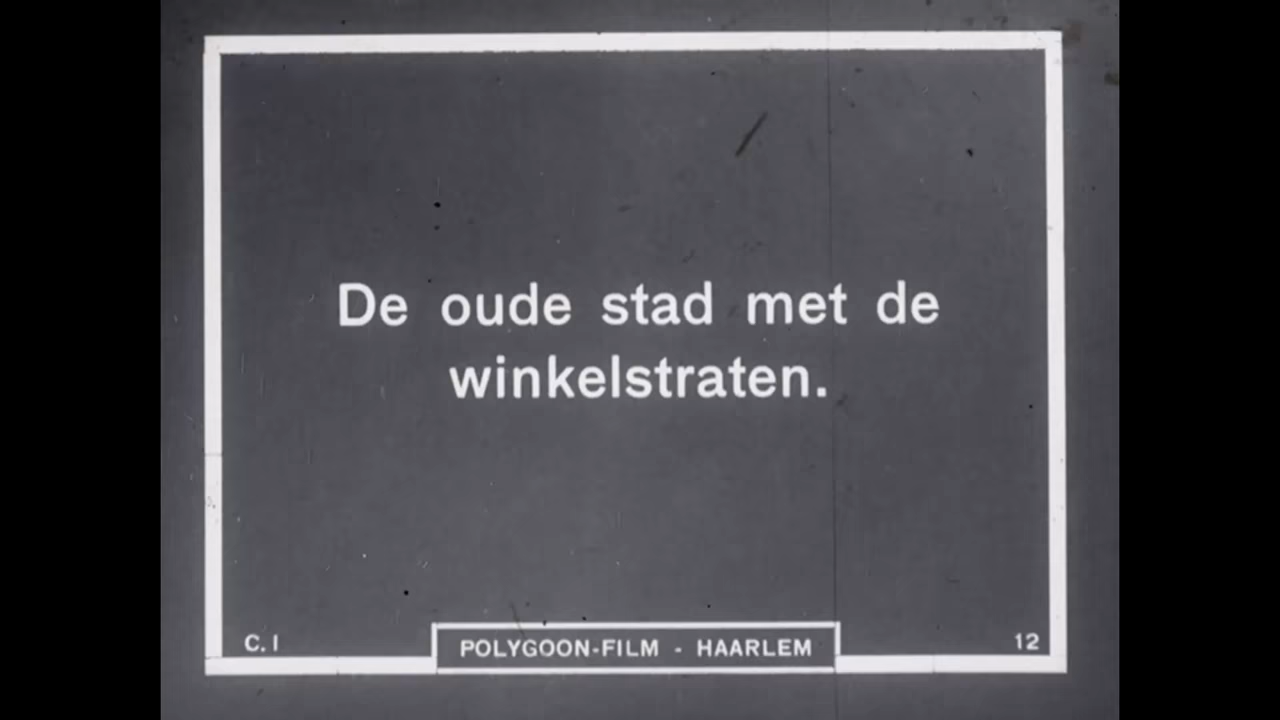 De oude stad met de
winkelstraten.
C. I
POLYGOON-FILM - HAARLEM
12